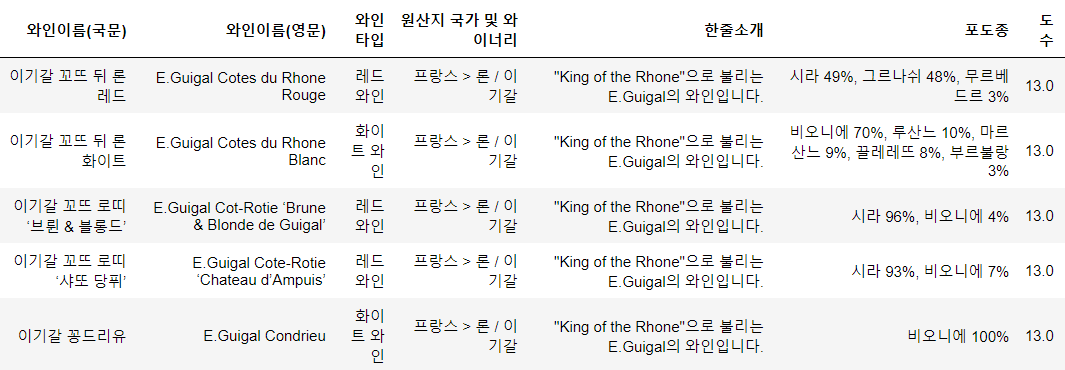 와인이름(국문) 와인이름(영문) 와인 타입 원산지 국가 및 와이너리 한줄소개 포도종 도수
이기갈 꼬뜨 뒤 론 레드 E.Guigal Cotes du Rhone Rouge 레드 와인 프랑스 > 론 / 이기갈 "King of the Rhone"으로 불리는 E.Guigal의 와인입니다. 시라 49%, 그르나쉬 48%, 무르베드르 3% 13.0
이기갈 꼬뜨 뒤 론 화이트 E.Guigal Cotes du Rhone Blanc 화이트 와인 프랑스 > 론 / 이기갈 "King of the Rhone"으로 불리는 E.Guigal의 와인입니다. 비오니에 70%, 루산느 10%, 마르산느 9%, 끌레레뜨 8%, 부르블랑 3% 13.0
이기갈 꼬뜨 로띠 ‘브륀 & 블롱드’ E.Guigal Cot-Rotie ‘Brune & Blonde de Guigal’ 레드 와인 프랑스 > 론 / 이기갈 "King of the Rhone"으로 불리는 E.Guigal의 와인입니다. 시라 96%, 비오니에 4% 13.0
이기갈 꼬뜨 로띠 ‘샤또 당퓌’ E.Guigal Cote-Rotie ‘Chateau d’Ampuis’ 레드 와인 프랑스 > 론 / 이기갈 "King of the Rhone"으로 불리는 E.Guigal의 와인입니다. 시라 93%, 비오니에 7% 13.0
이기갈 꽁드리유 E.Guigal Condrieu 화이트 와인 프랑스 > 론 / 이기갈 "King of the Rhone"으로 불리는 E.Guigal의 와인입니다. 비오니에 100% 13.0